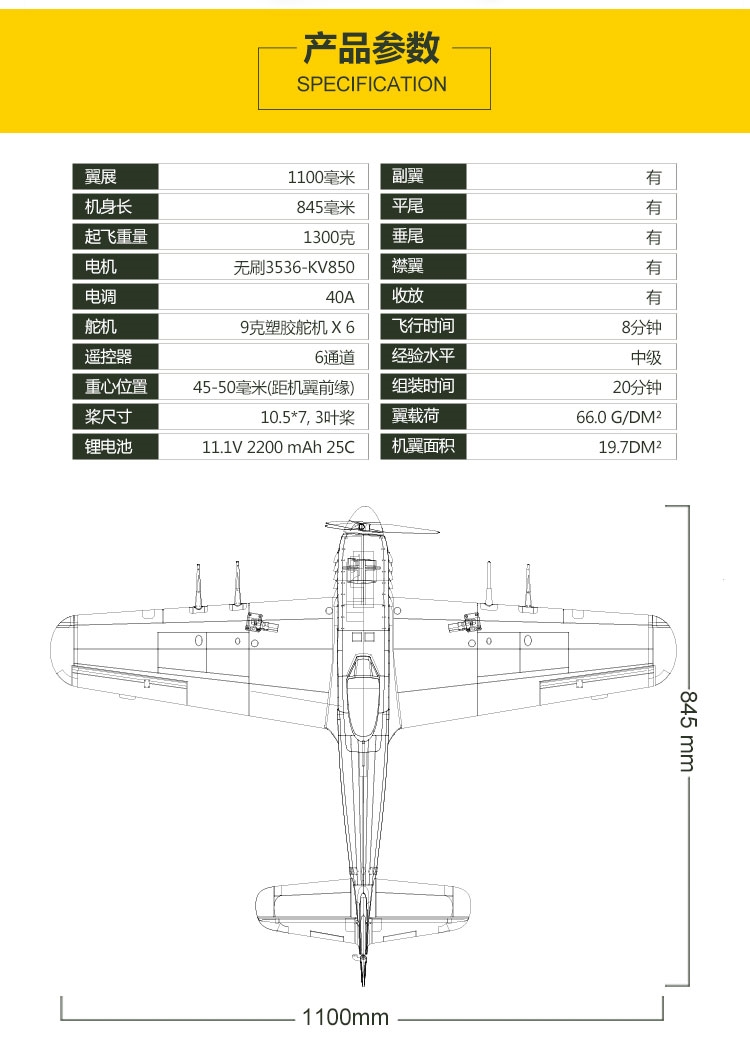 产品参数
SPECIFICATION
翼展 1100毫米 副翼 有
机身长 845毫米 平尾 有
起飞重量 1300克 垂尾 有
电机 无刷3536-KV850 襟翼 有
电调 40A 收放 有
舵机 9克塑胶舵机 X 6 飞行时间 8分钟
遥控器 6通道 经验水平 中级
重心位置 45-50毫米(距机翼前缘) 组装时间 20分钟
桨尺寸 10.5*7, 3叶桨 翼载荷 66.0 G/DM²
锂电池 11.1V 2200 mAh 25C 机翼面积 19.7DM²
845 mm
1100mm